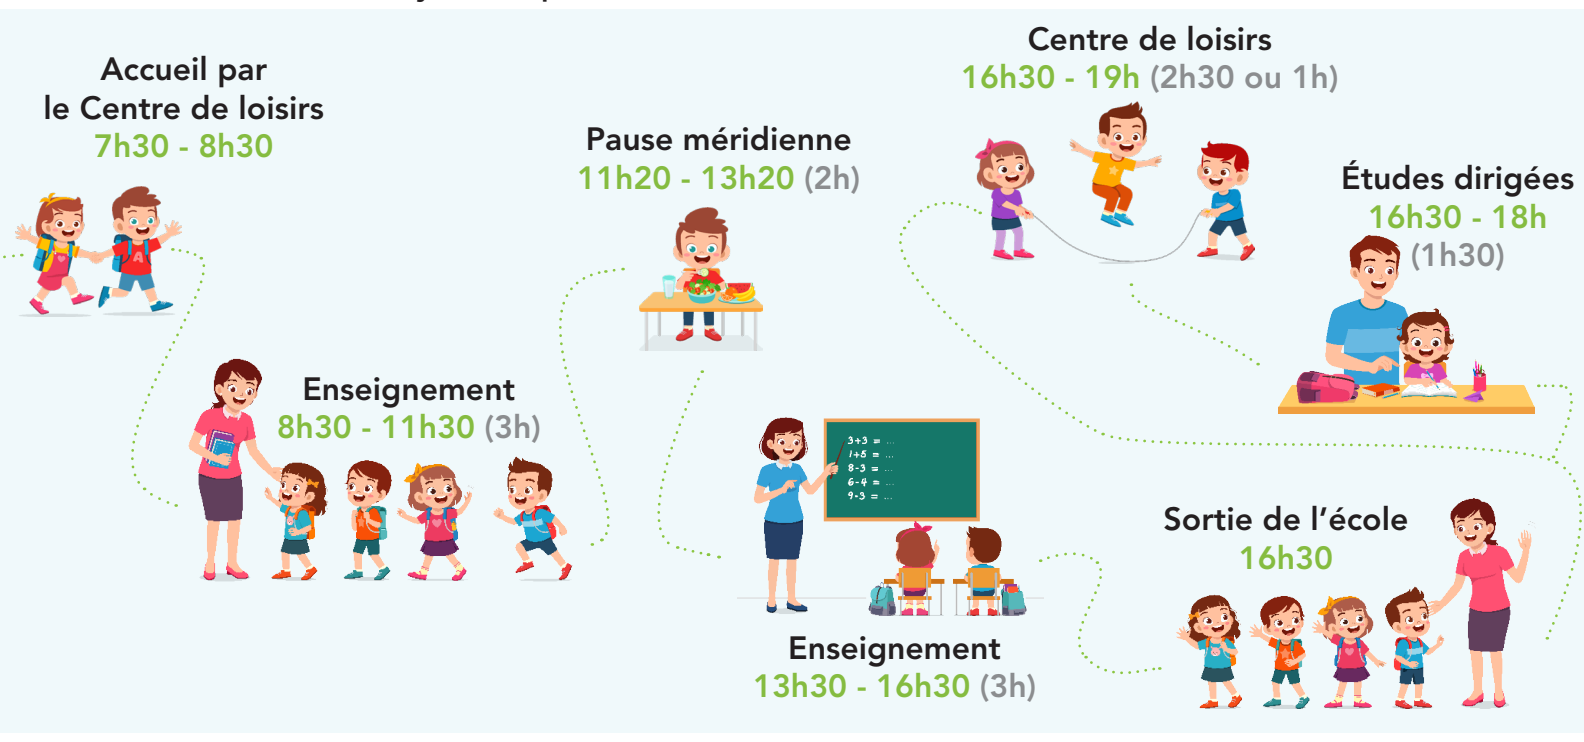 Accueil par
le Centre de loisirs
7h30 - 8h30
Enseignement
8h30 - 11h30 (3h)
Pause méridienne
11h20 - 13h20 (2h)
3+3 = ...
1+5 = ...
8-3 = ...
6-4 = ...
9-3 = ...
Enseignement
13h30 - 16h30 (3h)
Sortie de l'école
16h30
Centre de loisirs
16h30 - 19h (2h30 ou 1h)
Études dirigées
16h30 - 18h
(1h30)
A